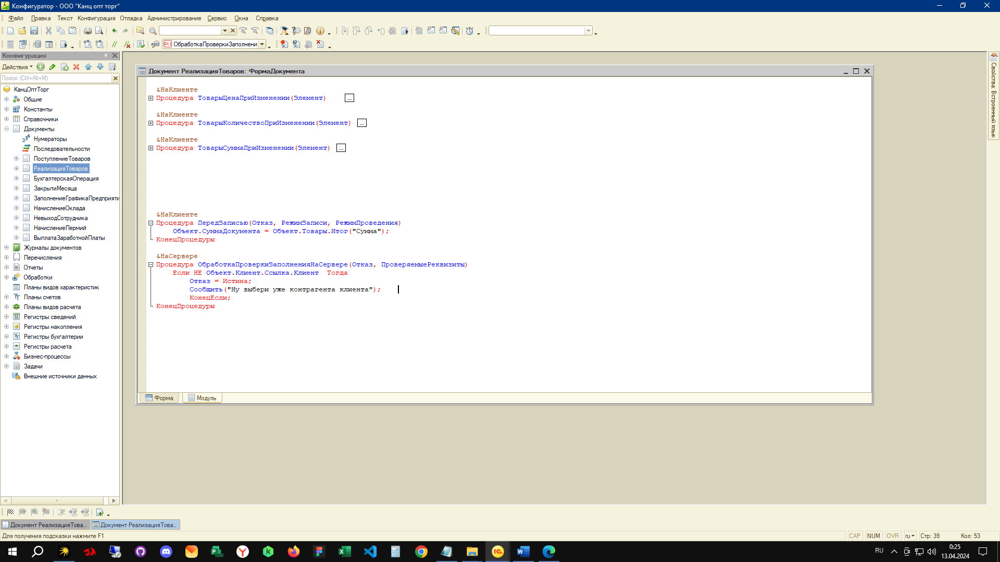 Конфигуратор - ООО "Канц опт торг"
Файл Правка Текст Конфигурация Отладка Администрирование Сервис Окна Справка
ОбработкаПроверкиЗаполнени
Конфигурация
Действия
Поиск (Ctrl+Alt+M)
КанцОптТорг
Общие
Константы
Справочники
Документы
Нумераторы
Последовательности
ПоступлениеТоваров
РеализацияТоваров
БухгалтерскаяОперация
ЗакрытиМесяца
ЗаполнениеГрафикаПредприяти
НачислениеОклада
НевыходСотрудника
НачислениеПермий
ВыплатаЗаработнойПлаты
Журналы документов
Перечисления
Отчеты
Обработки
Планы видов характеристик
Планы счетов
Планы видов расчета
Регистры сведений
Регистры накопления
Регистры бухгалтерии
Регистры расчета
Бизнес-процессы
Задачи
Внешние источники данных
Документ РеализацияТоваров: ФормаДокумента
&НаКлиенте
Процедура ТоварыЦенаПриИзменении(Элемент) ...
&НаКлиенте
Процедура ТоварыКоличествоПриИзменении(Элемент) ...
&НаКлиенте
Процедура ТоварыСуммаПриИзменении(Элемент) ...
&НаКлиенте
Процедура ПередЗаписью(Отказ, РежимЗаписи, РежимПроведения)
Объект.СуммаДокумента = Объект.Товары.Итог("Сумма");
КонецПроцедуры
&НаСервере
Процедура ОбработкаПроверкиЗаполненияНаСервере(Отказ, ПроверяемыеРеквизиты)
Если НЕ Объект.Клиент.Ссылка.Клиент Тогда
Отказ = Истина;
Сообщить("Ну выбери уже контрагента клиента");
КонецЕсли;
КонецПроцедуры
Форма Модуль
Свойства: Встроенный язык
Документ РеализацияТова... Документ РеализацияТова...
Для получения подсказки нажмите F1
CAP NUM OVR ru Стр: 39 Кол: 53
RU
0:25
13.04.2024